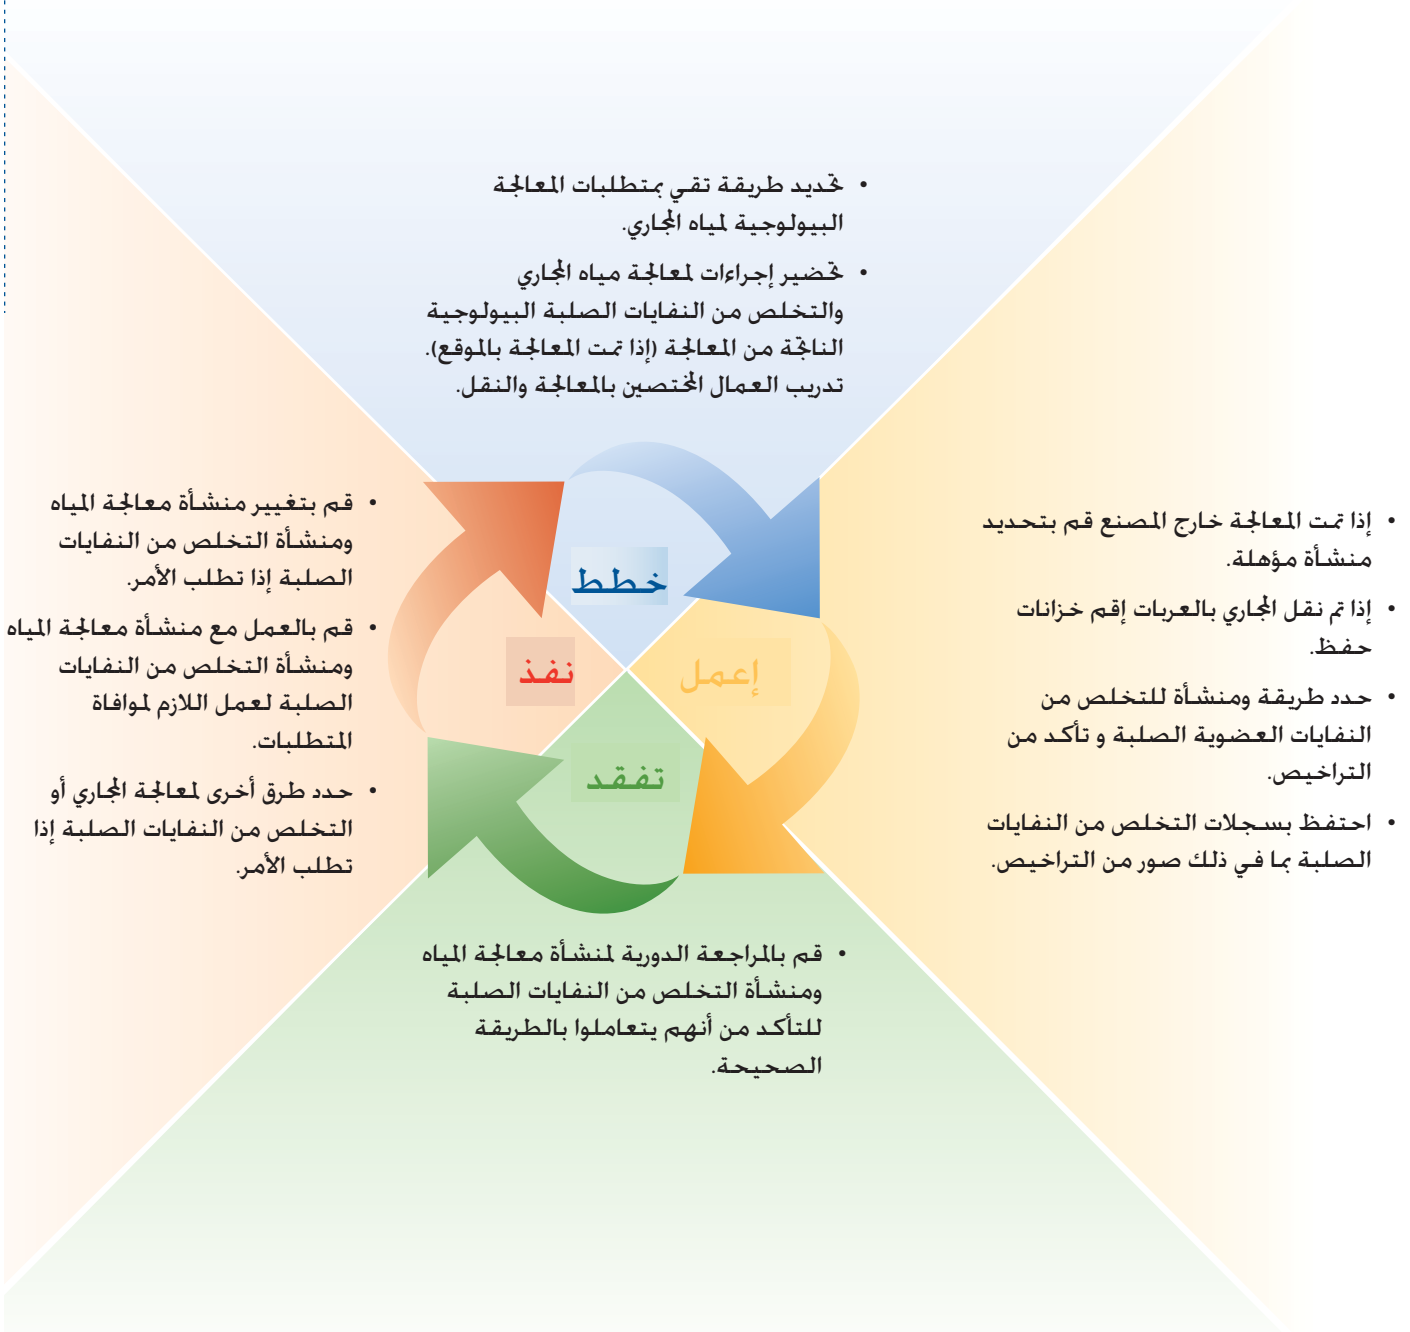 • تحديد طريقة تقي بمتطلبات المعالجة
البيولوجية لمياه المجاري.
• تحضير إجراءات لمعالجة مياه المجاري
والتخلص من النفايات الصلبة البيولوجية
الناتجة من المعالجة (إذا تمت المعالجة بالموقع).
تدريب العمال المختصين بالمعالجة والنقل.
خطط
• إذا تمت المعالجة خارج المصنع قم بتحديد
منشأة مؤهلة.
• إذا تم نقل المجاري بالعربات إقم خزانات
حفظ.
• حدد طريقة ومنشأة للتخلص من
النفايات العضوية الصلبة و تأكد من
التراخيص.
• احتفظ بسجلات التخلص من النفايات
الصلبة بما في ذلك صور من التراخيص.
إعمل
تفقد
• قم بالمراجعة الدورية لمنشأة معالجة المياه
ومنشأة التخلص من النفايات الصلبة
للتأكد من أنهم يتعاملوا بالطريقة
الصحيحة.
نفذ
• قم بتغيير منشأة معالجة المياه
ومنشأة التخلص من النفايات
الصلبة إذا تطلب الأمر.
• قم بالعمل مع منشأة معالجة المياه
ومنشأة التخلص من النفايات
الصلبة لعمل اللازم لموافاة
المتطلبات.
• حدد طرق أخرى لمعالجة المجاري أو
التخلص من النفايات الصلبة إذا
تطلب الأمر.